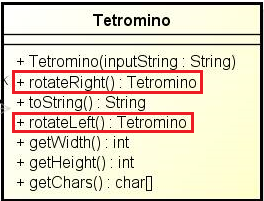 Tetromino
+ Tetromino(inputString : String)
+ rotateRight() : Tetromino
+ toString() : String
+ rotateLeft() : Tetromino
+ getWidth() : int
+ getHeight() : int
+ getChars() : char[]